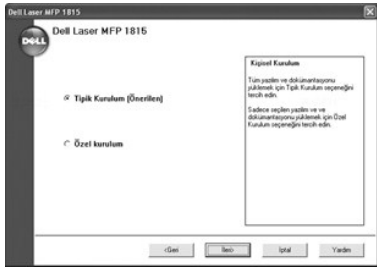 Dell Laser MFP 1815
Dell Laser MFP 1815
DELL
Kişisel Kurulum
Tüm yazılım ve dokümantasyonu
yüklemek için Tipik Kurulum seçeneğini
tercih edin.
Sadece seçilen yazılım ve ve
dokümantasyonu yüklemek için Özel
Kurulum seçeneğini tercih edin.
Tipik Kurulum [Önerilen]
Özel kurulum
<Geri
İleri>
İptal
Yardım